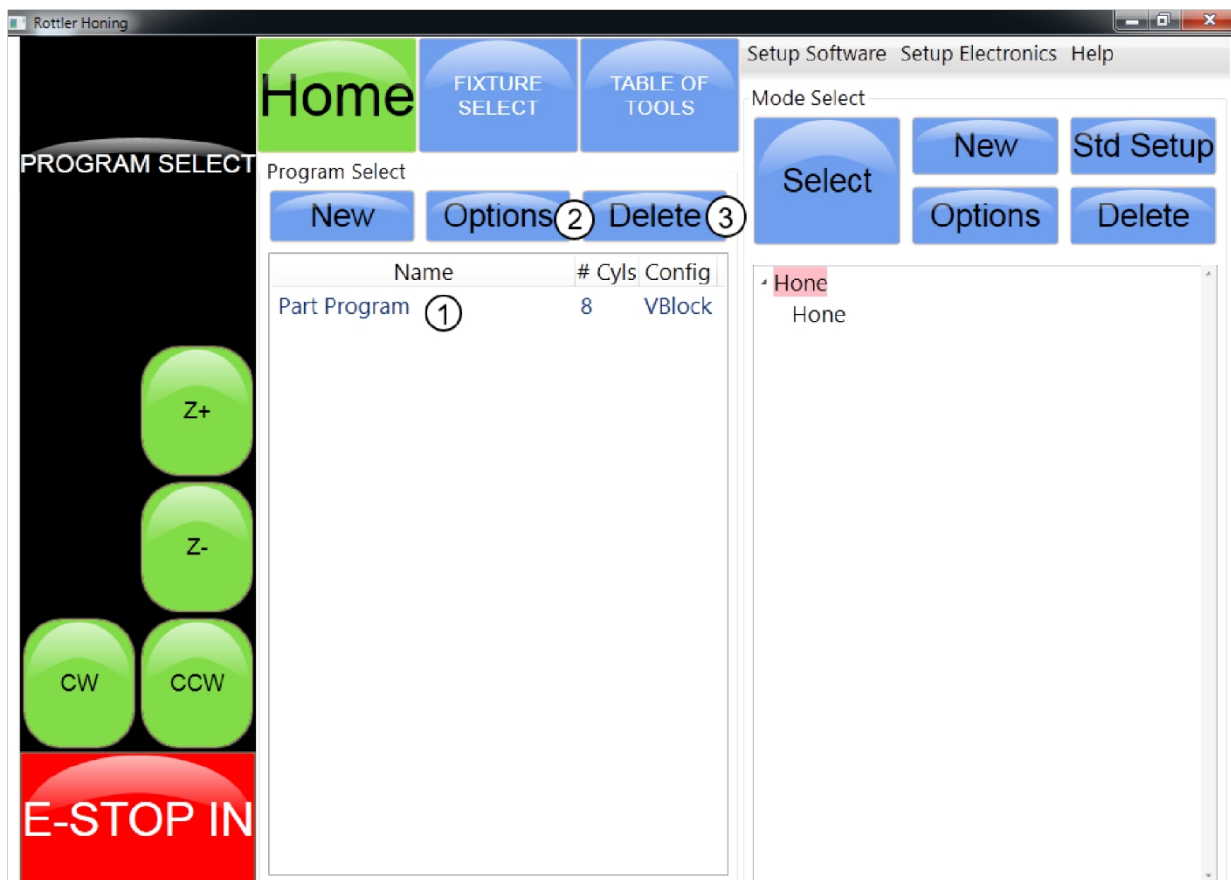 Rottler Honing
PROGRAM SELECT
Z+
Z-
CW CCW
E-STOP IN
Home
FIXTURE
SELECT
TABLE OF
TOOLS
Program Select
New Options 2 Delete 3
Name # Cyls Config
Part Program 1 8 VBlock
Setup Software Setup Electronics Help
Mode Select
Select
New Std Setup
Options Delete
Hone
Hone